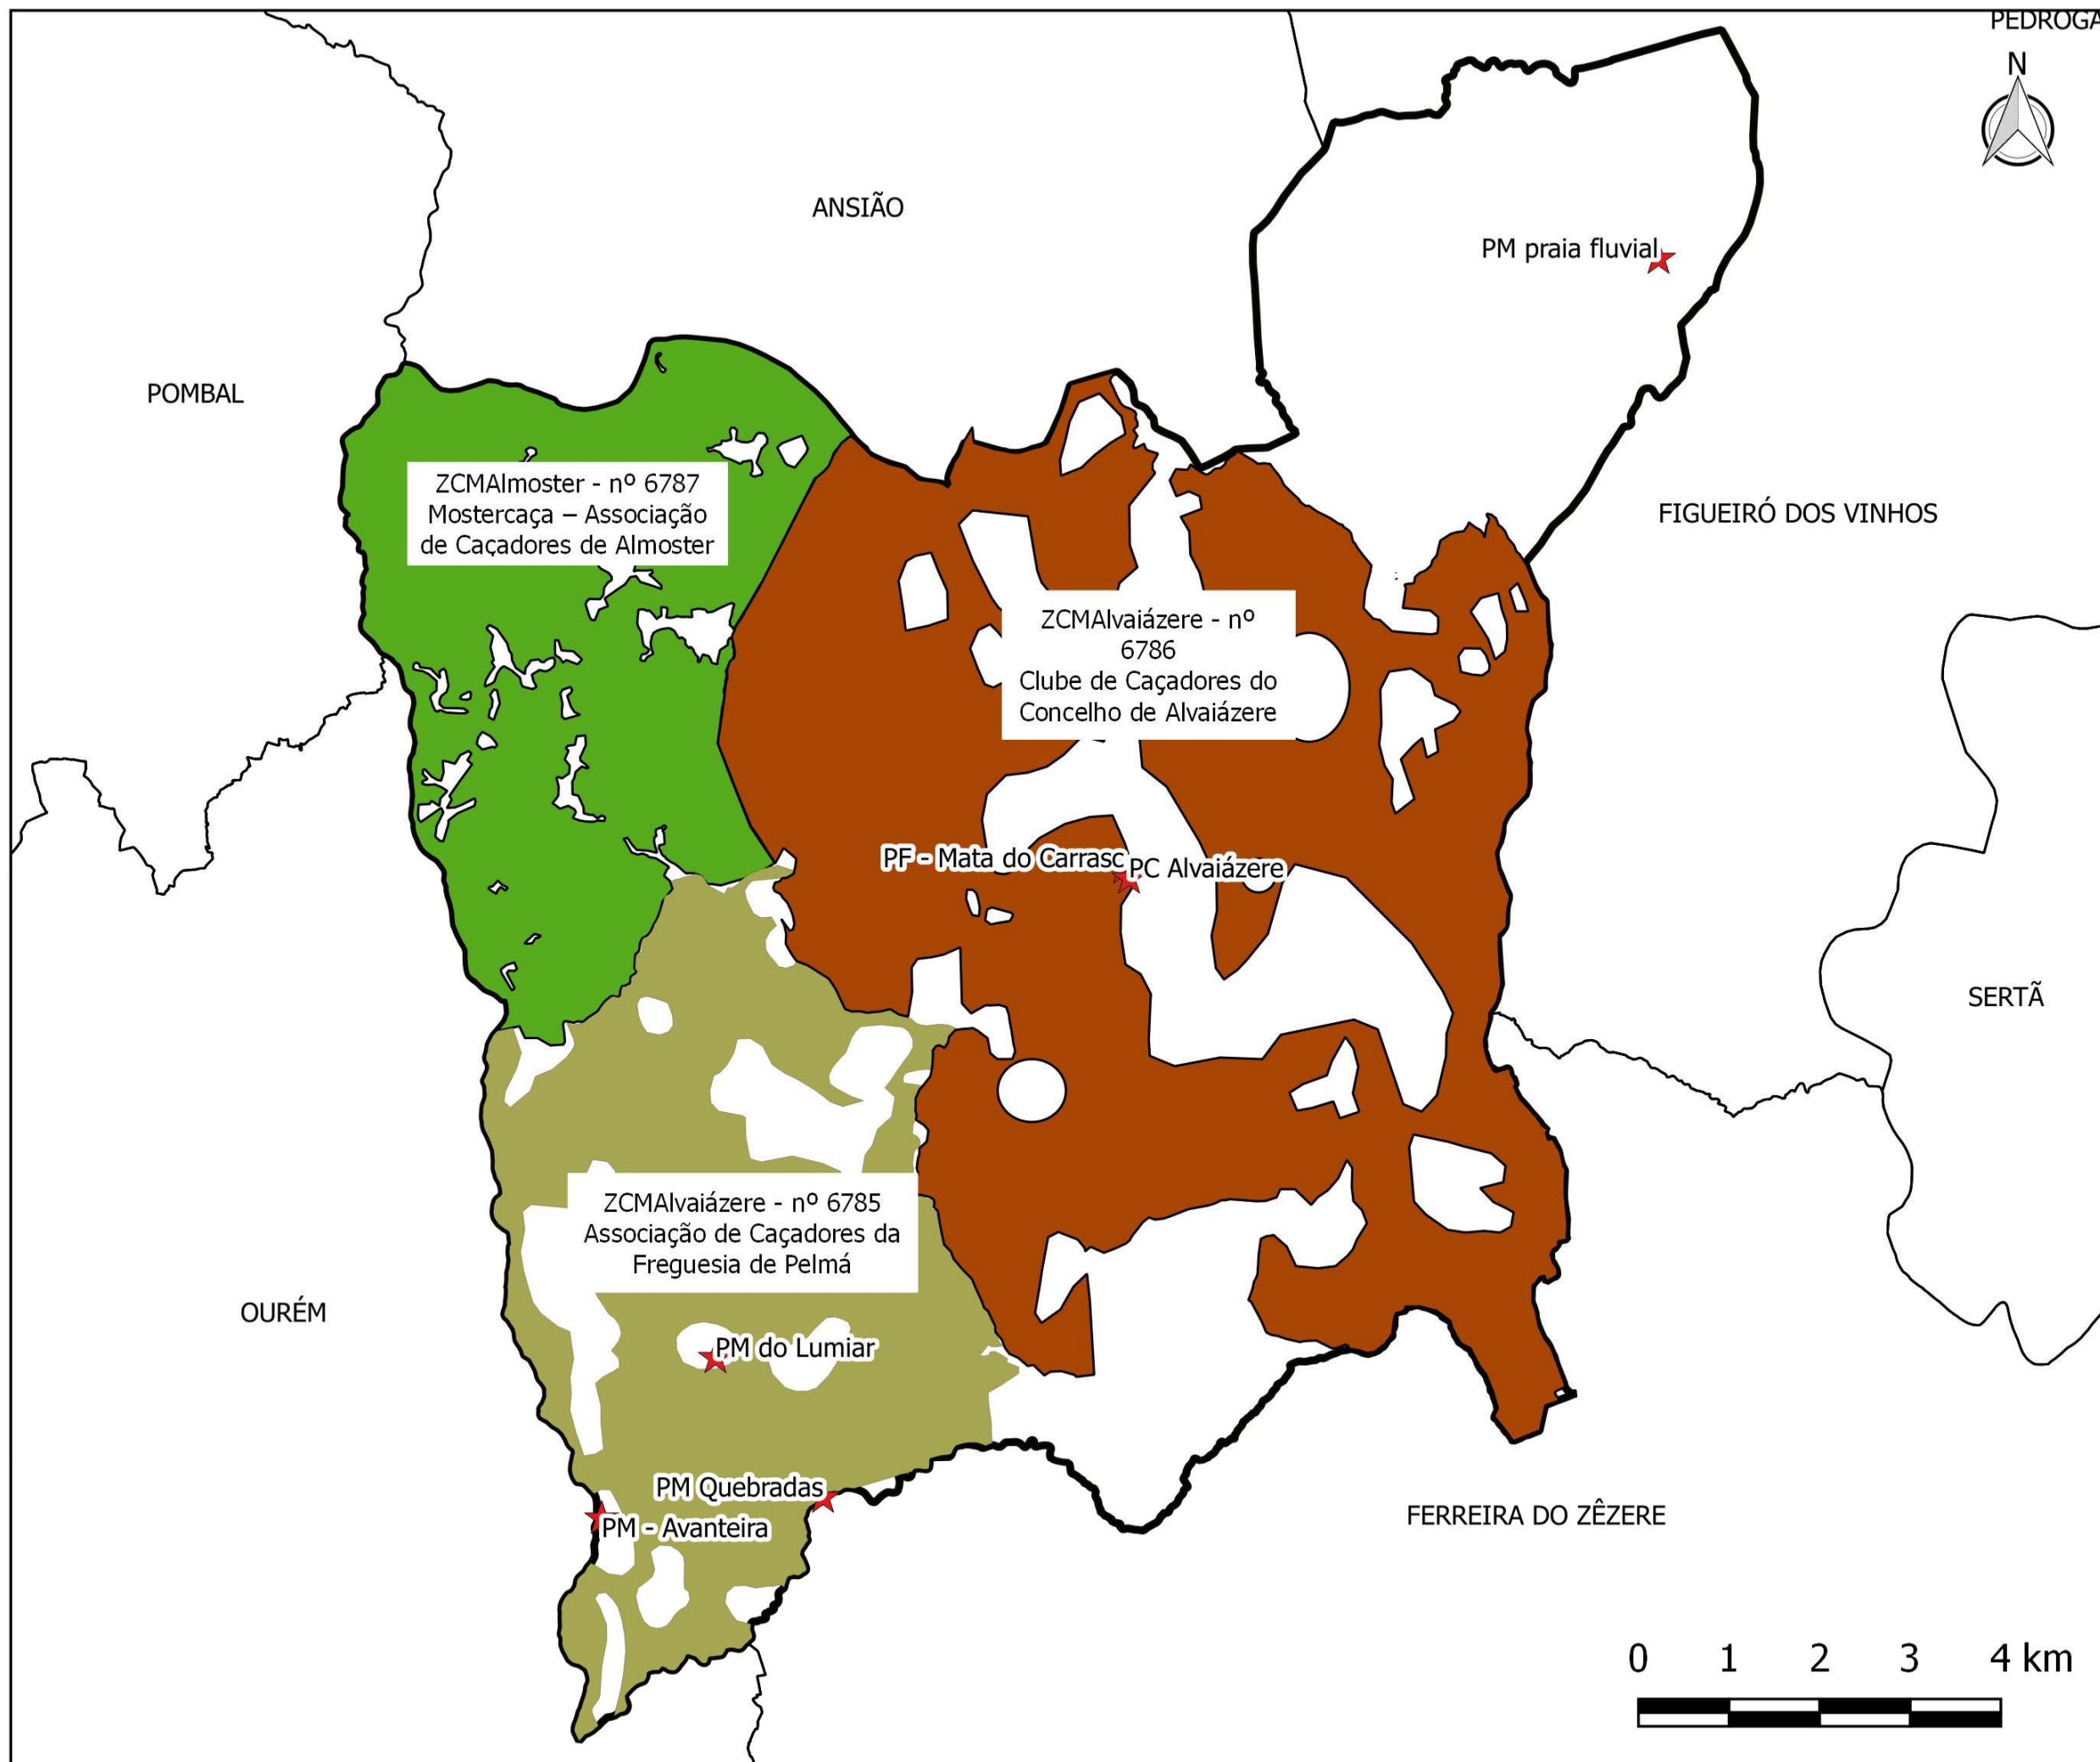 PEDROGA
N
ANSIÃO
PM praia fluvial
POMBAL
ZCMAlmoster - nº 6787
Mostercaça – Associação
de Caçadores de Almoster
FIGUEIRÓ DOS VINHOS
ZCMAlvaiázere - nº
6786
Clube de Caçadores do
Concelho de Alvaiázere
PF - Mata do Carrasc
PC Alvaiázere
SERTÃ
ZCMAlvaiázere - nº 6785
Associação de Caçadores da
Freguesia de Pelmá
OURÉM
PM do Lumiar
PM Quebradas
PM - Avanteira
FERREIRA DO ZÊZERE
0 1 2 3 4 km